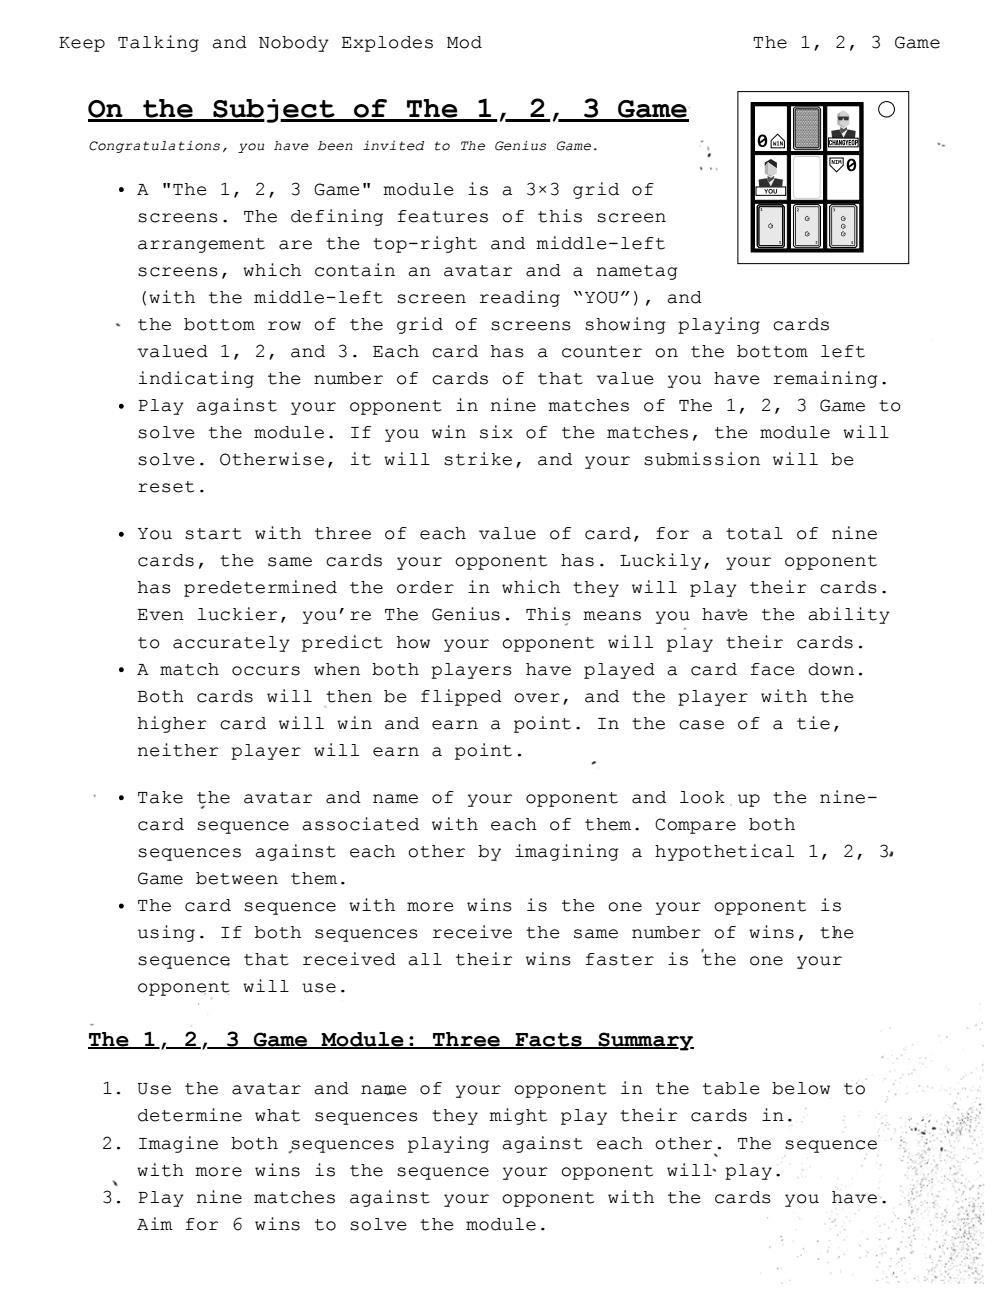 Keep Talking and Nobody Explodes Mod The 1, 2, 3 Game
On the Subject of The 1, 2, 3 Game
Congratulations, you have been invited to The Genius Game.
0 WIN
CHANGYEOP
YOU
WIN 0
1 1 2 2 3 3
• A "The 1, 2, 3 Game" module is a 3×3 grid of
screens. The defining features of this screen
arrangement are the top-right and middle-left
screens, which contain an avatar and a nametag
(with the middle-left screen reading “YOU”), and
the bottom row of the grid of screens showing playing cards
valued 1, 2, and 3. Each card has a counter on the bottom left
indicating the number of cards of that value you have remaining.
• Play against your opponent in nine matches of The 1, 2, 3 Game to
solve the module. If you win six of the matches, the module will
solve. Otherwise, it will strike, and your submission will be
reset.
• You start with three of each value of card, for a total of nine
cards, the same cards your opponent has. Luckily, your opponent
has predetermined the order in which they will play their cards.
Even luckier, you’re The Genius. This means you have the ability
to accurately predict how your opponent will play their cards.
• A match occurs when both players have played a card face down.
Both cards will then be flipped over, and the player with the
higher card will win and earn a point. In the case of a tie,
neither player will earn a point.
• Take the avatar and name of your opponent and look up the nine-
card sequence associated with each of them. Compare both
sequences against each other by imagining a hypothetical 1, 2, 3
Game between them.
• The card sequence with more wins is the one your opponent is
using. If both sequences receive the same number of wins, the
sequence that received all their wins faster is the one your
opponent will use.
The 1, 2, 3 Game Module: Three Facts Summary
1. Use the avatar and name of your opponent in the table below to
determine what sequences they might play their cards in.
2. Imagine both sequences playing against each other. The sequence
with more wins is the sequence your opponent will play.
3. Play nine matches against your opponent with the cards you have.
Aim for 6 wins to solve the module.